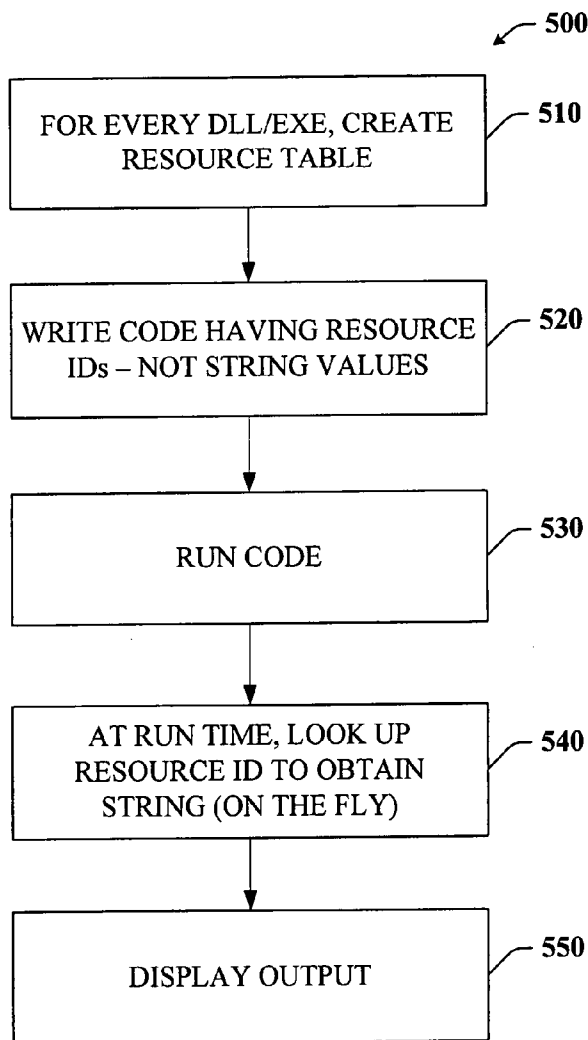 500
FOR EVERY DLL/EXE, CREATE
RESOURCE TABLE
510
WRITE CODE HAVING RESOURCE
IDs – NOT STRING VALUES
520
RUN CODE
530
AT RUN TIME, LOOK UP
RESOURCE ID TO OBTAIN
STRING (ON THE FLY)
540
DISPLAY OUTPUT
550